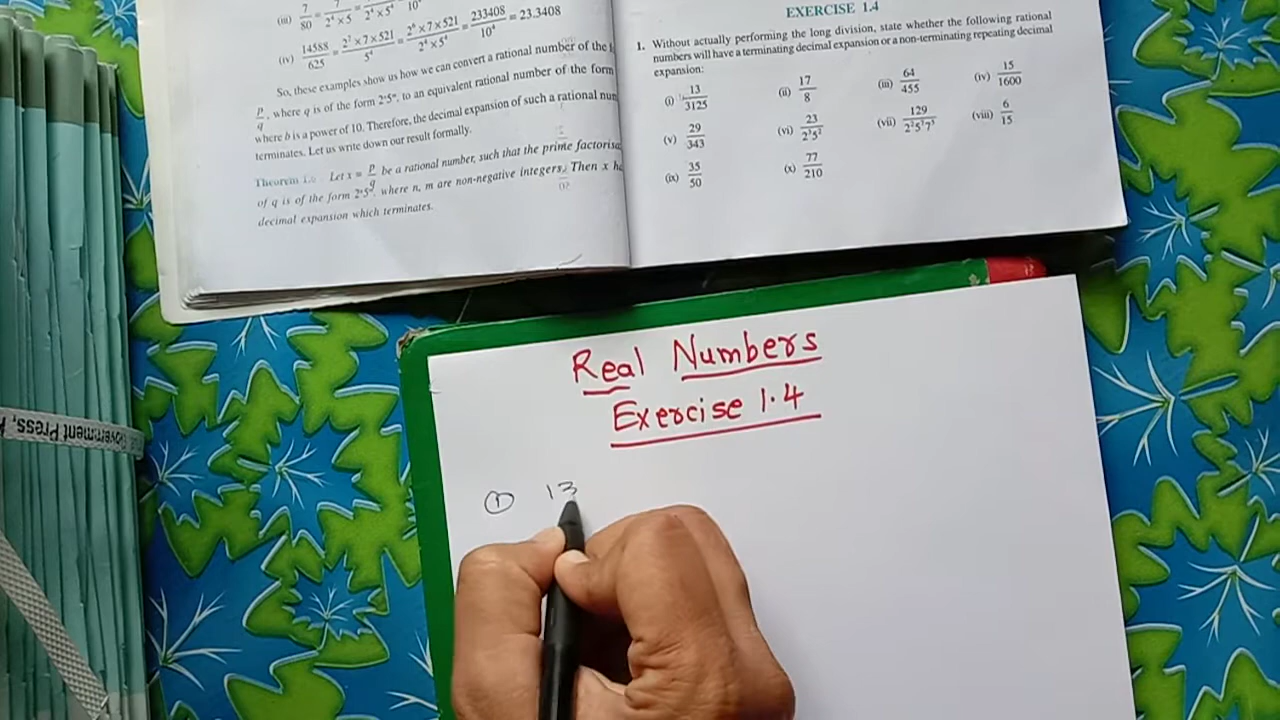 (iii) 7/80 = 7/2⁴ × 5
(iv) 14588/625 = 2² × 7 × 521/5⁴ = 2⁶ × 7 × 521/2⁴ × 5⁴ = 233408/10⁴ = 23.3408
So, these examples show us how we can convert a rational number of the
p/q, where q is of the form 2ⁿ5ᵐ, to an equivalent rational number of the form
where b is a power of 10. Therefore, the decimal expansion of such a rational
terminates. Let us write down our result formally.
Theorem Let x = p/q be a rational number, such that the prime
of q is of the form 2ⁿ5ᵐ, where n, m are non-negative integers. Then x
decimal expansion which terminates.
EXERCISE 1.4
1. Without actually performing the long division, state whether the following rational
numbers will have a terminating decimal expansion or a non-terminating repeating decimal
expansion:
(i) 13/3125 (ii) 17/8 (iii) 64/455 (iv) 15/1600
(v) 29/343 (vi) 23/2³5² (vii) 129/2²5⁷7⁵ (viii) 6/15
(ix) 35/50 (x) 77/210
Real Numbers
Exercise 1.4
① 13
Government Press,